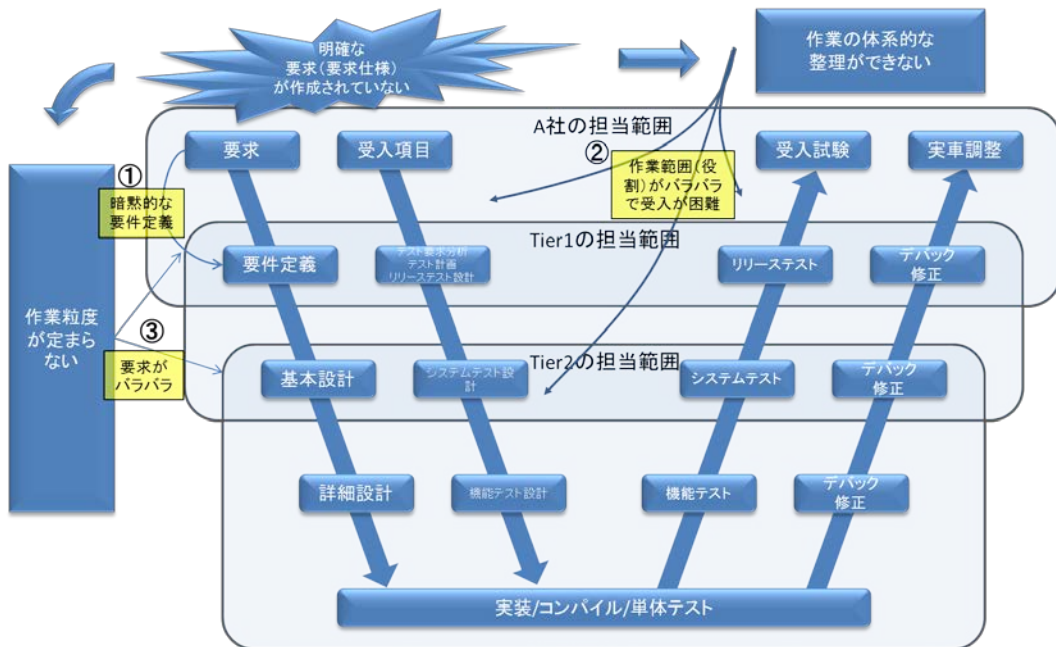 明確な
要求(要求仕様)
が作成されていない
作業の体系的な
整理ができない
A社の担当範囲
要求
受入項目
②
作業範囲(役
割)がバラバラ
で受入が困難
受入試験
実車調整
①
暗黙的な
要件定義
Tier1の担当範囲
要件定義
テスト要求分析
テスト計画
リリーステスト設計
リリーステスト
デバック
修正
作業粒度
が定まら
ない
③
要求が
バラバラ
Tier2の担当範囲
基本設計
システムテスト設
計
システムテスト
デバック
修正
詳細設計
機能テスト設計
機能テスト
デバック
修正
実装/コンパイル/単体テスト